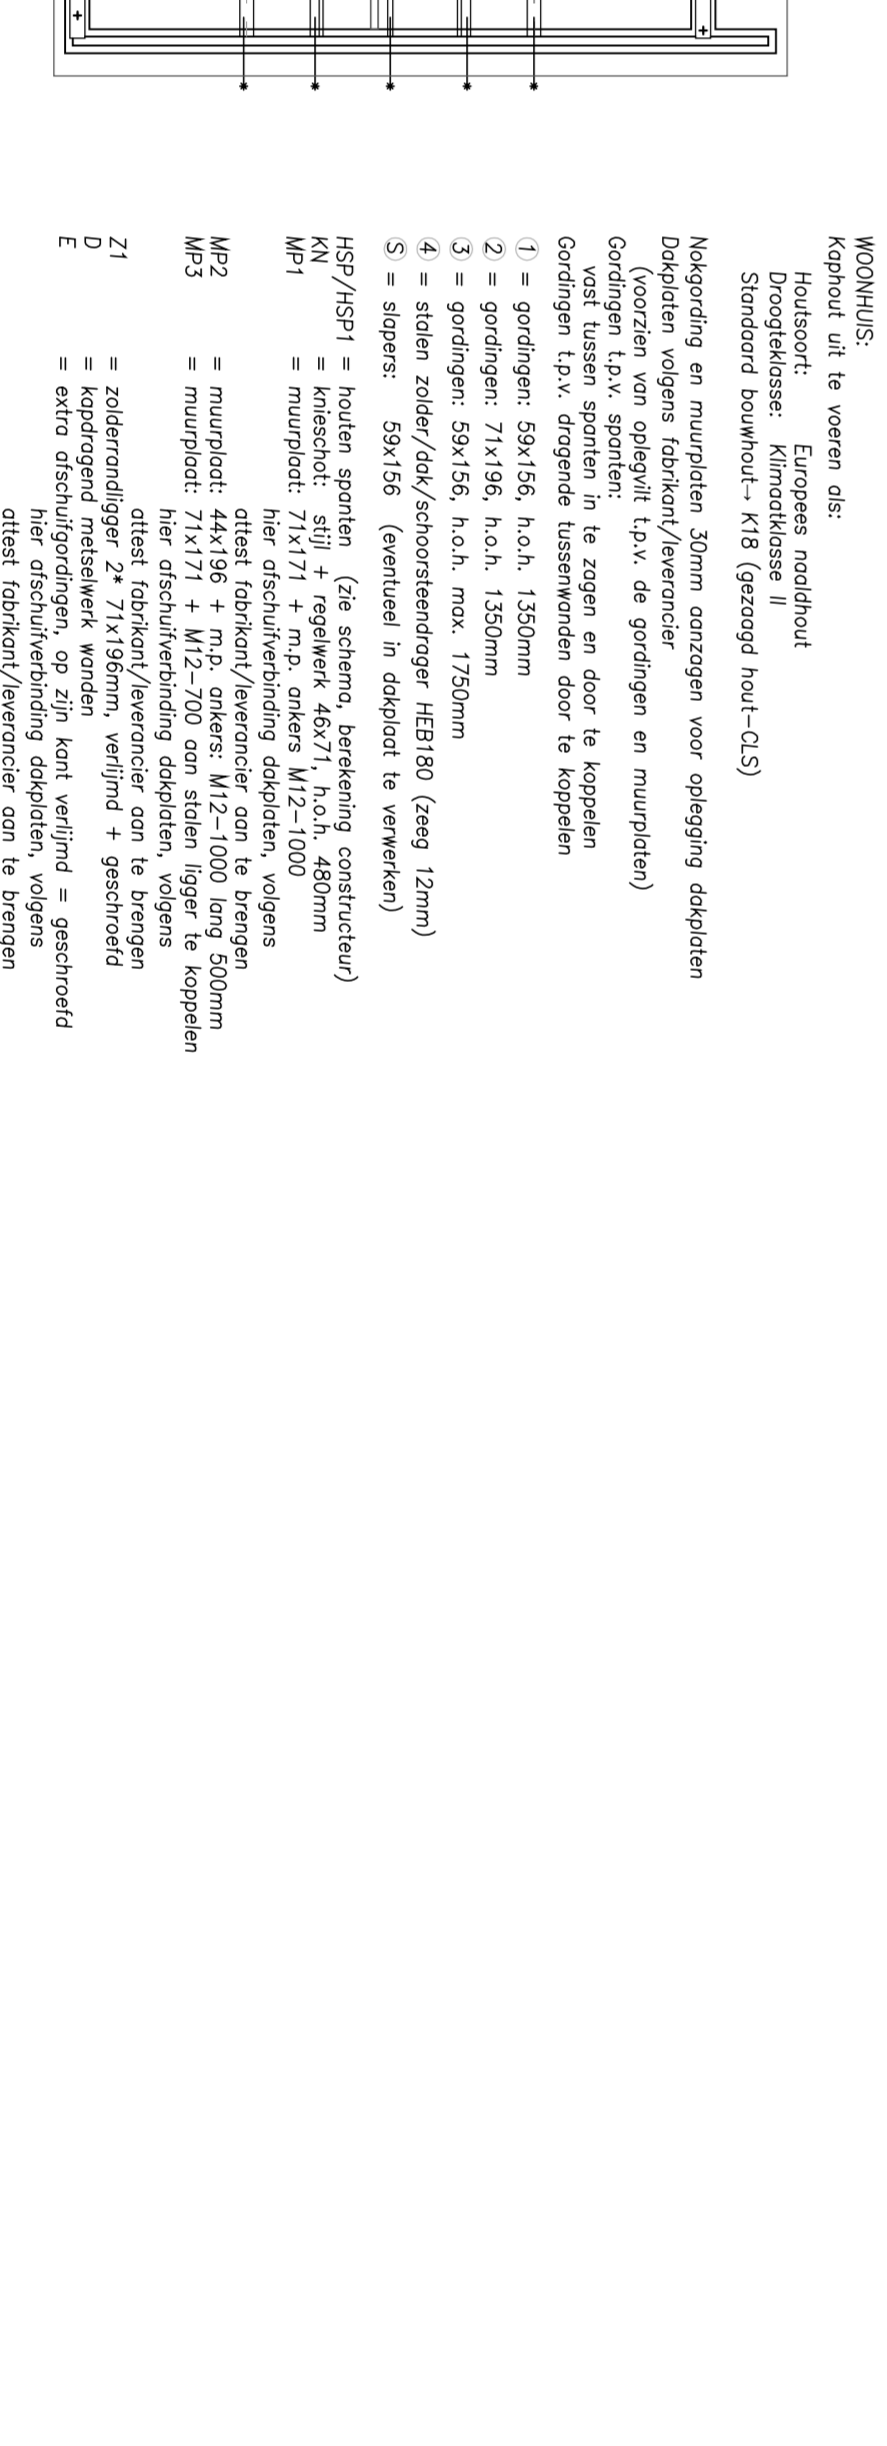 WOONHUIS:
Kaphout uit te voeren als:
Houtsoort: Europees naaldhout
Droogteklasse: Klimaatklasse II
Standaard bouwhout→ K18 (gezaagd hout-CLS)
Nokgording en muurplaten 30mm aanzagen voor oplegging dakplaten
Dakplaten volgens fabrikant/leverancier
(voorzien van oplegvilt t.p.v. de gordingen en muurplaten)
Gordingen t.p.v. spanten:
vast tussen spanten in te zagen en door te koppelen
Gordingen t.p.v. dragende tussenwanden door te koppelen
① = gordingen: 59x156, h.o.h. 1350mm
② = gordingen: 71x196, h.o.h. 1350mm
③ = gordingen: 59x156, h.o.h. max. 1750mm
④ = stalen zolder/dak/schoorsteendrager HEB180 (zeeg 12mm)
Ⓢ = slapers: 59x156 (eventueel in dakplaat te verwerken)
HSP/HSP1 = houten spanten (zie schema, berekening constructeur)
KN = knieschot: stijl + regelwerk 46x71, h.o.h. 480mm
MP1 = muurplaat: 71x171 + m.p. ankers M12-1000
hier afschuifverbinding dakplaten, volgens
attest fabrikant/leverancier aan te brengen
MP2 = muurplaat: 44x196 + m.p. ankers: M12-1000 lang 500mm
MP3 = muurplaat: 71x171 + M12-700 aan stalen ligger te koppelen
hier afschuifverbinding dakplaten, volgens
attest fabrikant/leverancier aan te brengen
Z1 = zolderrandligger 2* 71x196mm, verlijmd + geschroefd
D = kapdragend metselwerk wanden
E = extra afschuifgordingen, op zijn kant verlijmd = geschroefd
hier afschuifverbinding dakplaten, volgens
attest fabrikant/leverancier aan te brengen